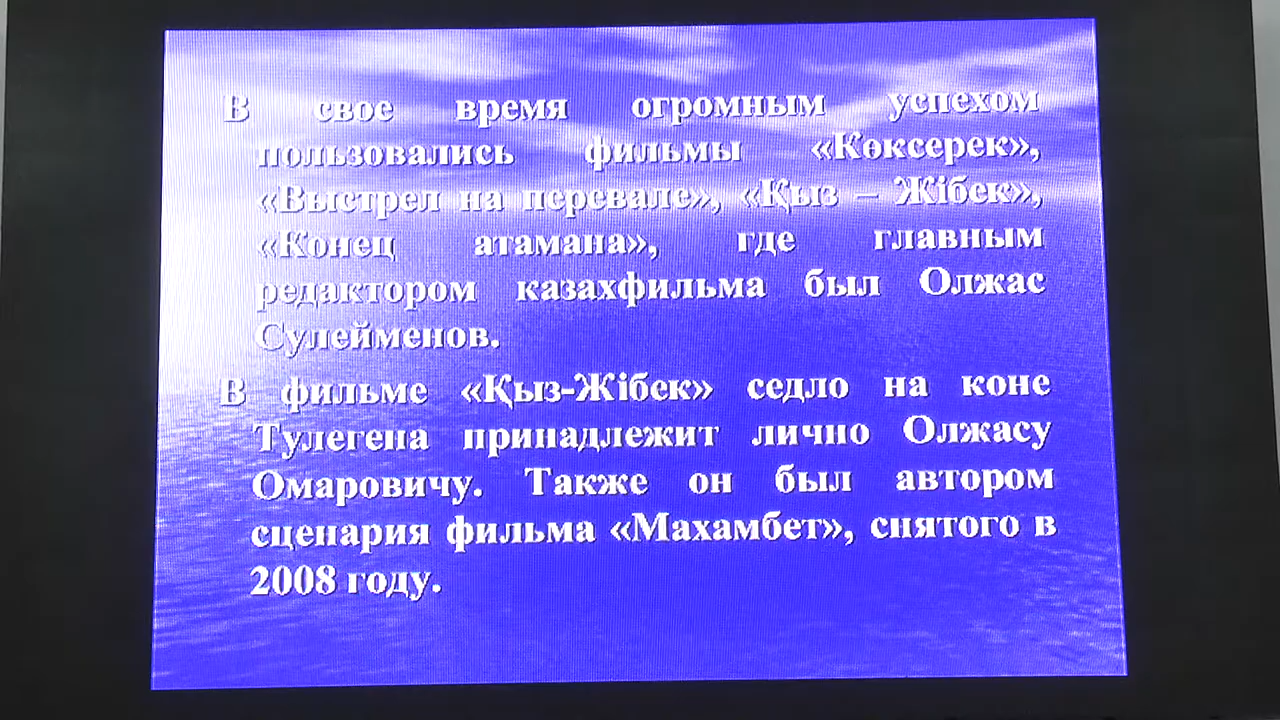 В свое время огромным успехом
пользовались фильмы «Көксерек»,
«Выстрел на перевале», «Қыз – Жібек»,
«Конец атамана», где главным
редактором казахфильма был Олжас
Сулейменов.
В фильме «Қыз-Жібек» седло на коне
Тулегена принадлежит лично Олжасу
Омаровичу. Также он был автором
сценария фильма «Махамбет», снятого в
2008 году.